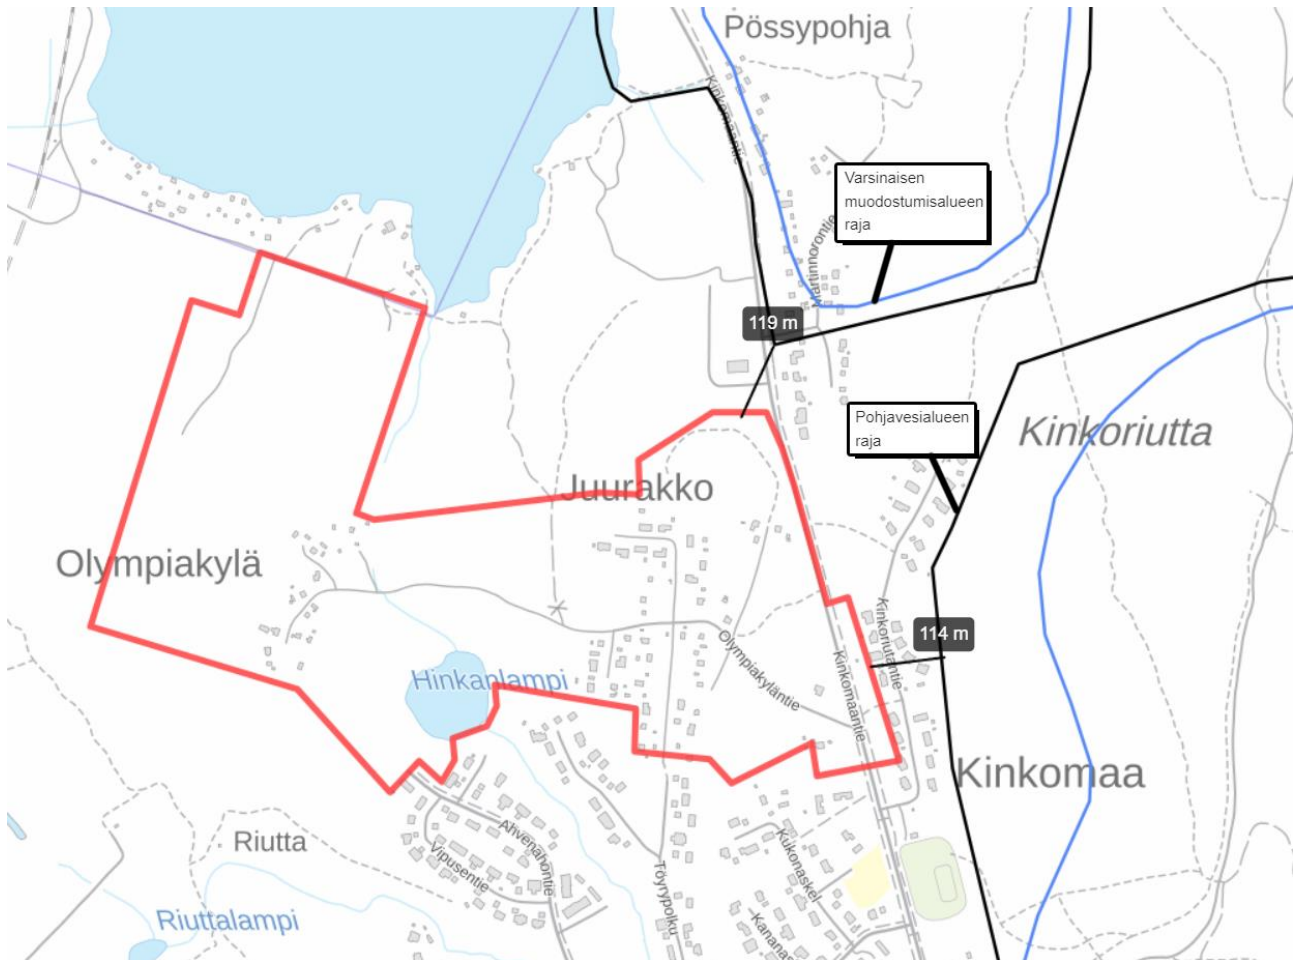 Pössypohja
Kinkomaantie
Varsinaisen
muodostumisalueen
raja
Martinnorontie
119 m
Pohjavesialueen
raja
Kinkoriutta
Juurakko
Olympiakylä
Kinkoriutantie
114 m
Olympiakyläntie
Kinkomaantie
Hinkanlampi
Kinkomaa
Riutta
Ahvenahontie
Vipusentie
Töyrypolku
Kukonaskel
Riuttalampi